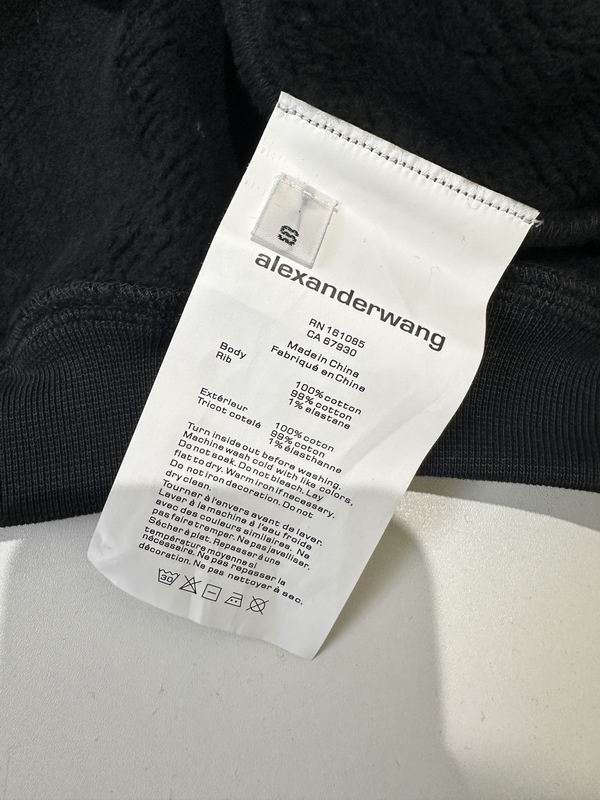 S
alexanderwang
RN 161085
CA 67930
Made in China
Fabriqué en China
Body 100% cotton
Rib 99% cotton
1% elastane
Extérieur 100% coton
Tricot cotelé 99% coton
1% élasthanne
Turn inside out before washing.
Machine wash cold with like colors.
Do not soak. Do not bleach. Lay
flat to dry. Warm iron if necessary.
Do not iron decoration. Do not
dry clean.
Tourner à l'envers avant de laver.
Laver à la machine à l'eau froide
avec des couleurs similaires. Ne
pas faire tremper. Ne pas javelliser.
Sécher à plat. Repasser à une
température moyenne si
nécessaire. Ne pas repasser la
décoration. Ne pas nettoyer à sec.
30